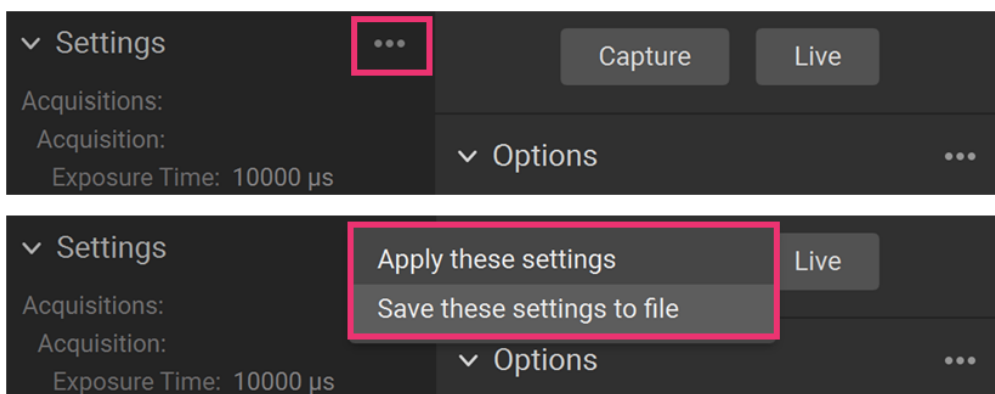 Settings
Acquisitions:
Acquisition:
Exposure Time: 10000 µs
Capture
Live
Options
Settings
Acquisitions:
Acquisition:
Exposure Time: 10000 µs
Apply these settings
Save these settings to file
Live
Options